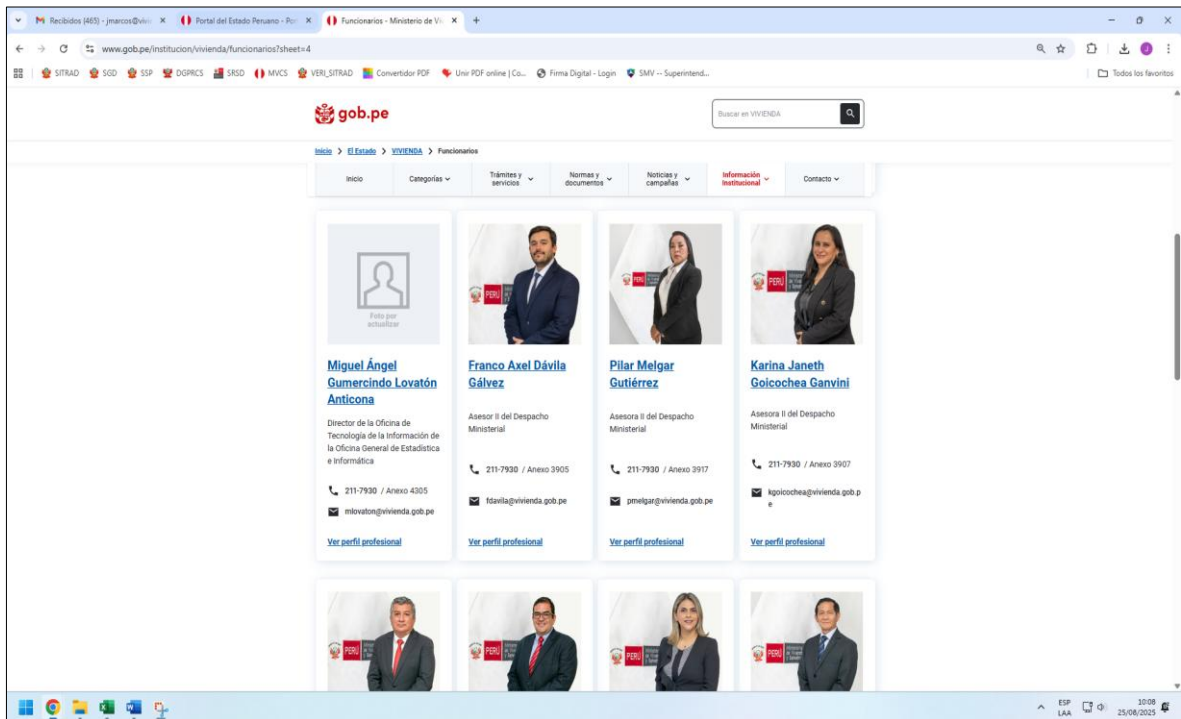 Recibidos (465) - jmarcos@vivi
Portal del Estado Peruano - Por
Funcionarios - Ministerio de Vi
www.gob.pe/institucion/vivienda/funcionarios?sheet=4
SITRAD SGD SSP DGPRCS SRSD MVCS VERI_SITRAD Convertidor PDF Unir PDF online | Co... Firma Digital - Login SMV -- Superintend...
Todos los favoritos
gob.pe
Buscar en VIVIENDA
Inicio > El Estado > VIVIENDA > Funcionarios
Inicio
Categorías
Trámites y
servicios
Normas y
documentos
Noticias y
campañas
Información
Institucional
Contacto
Foto por
actualizar
Miguel Ángel
Gumercindo Lovatón
Anticona
Director de la Oficina de
Tecnología de la Información de
la Oficina General de Estadística
e Informática
211-7930 / Anexo 4305
mlovaton@vivienda.gob.pe
Ver perfil profesional
PERÚ
Franco Axel Dávila
Gálvez
Asesor II del Despacho
Ministerial
211-7930 / Anexo 3905
fdavila@vivienda.gob.pe
Ver perfil profesional
PERÚ
Pilar Melgar
Gutiérrez
Asesora II del Despacho
Ministerial
211-7930 / Anexo 3917
pmelgar@vivienda.gob.pe
Ver perfil profesional
PERÚ
Karina Janeth
Goicochea Ganvini
Asesora II del Despacho
Ministerial
211-7930 / Anexo 3907
kgoicochea@vivienda.gob.p
e
Ver perfil profesional
PERÚ
PERÚ
PERÚ
PERÚ
ESP
LAA
10:08
25/08/2025